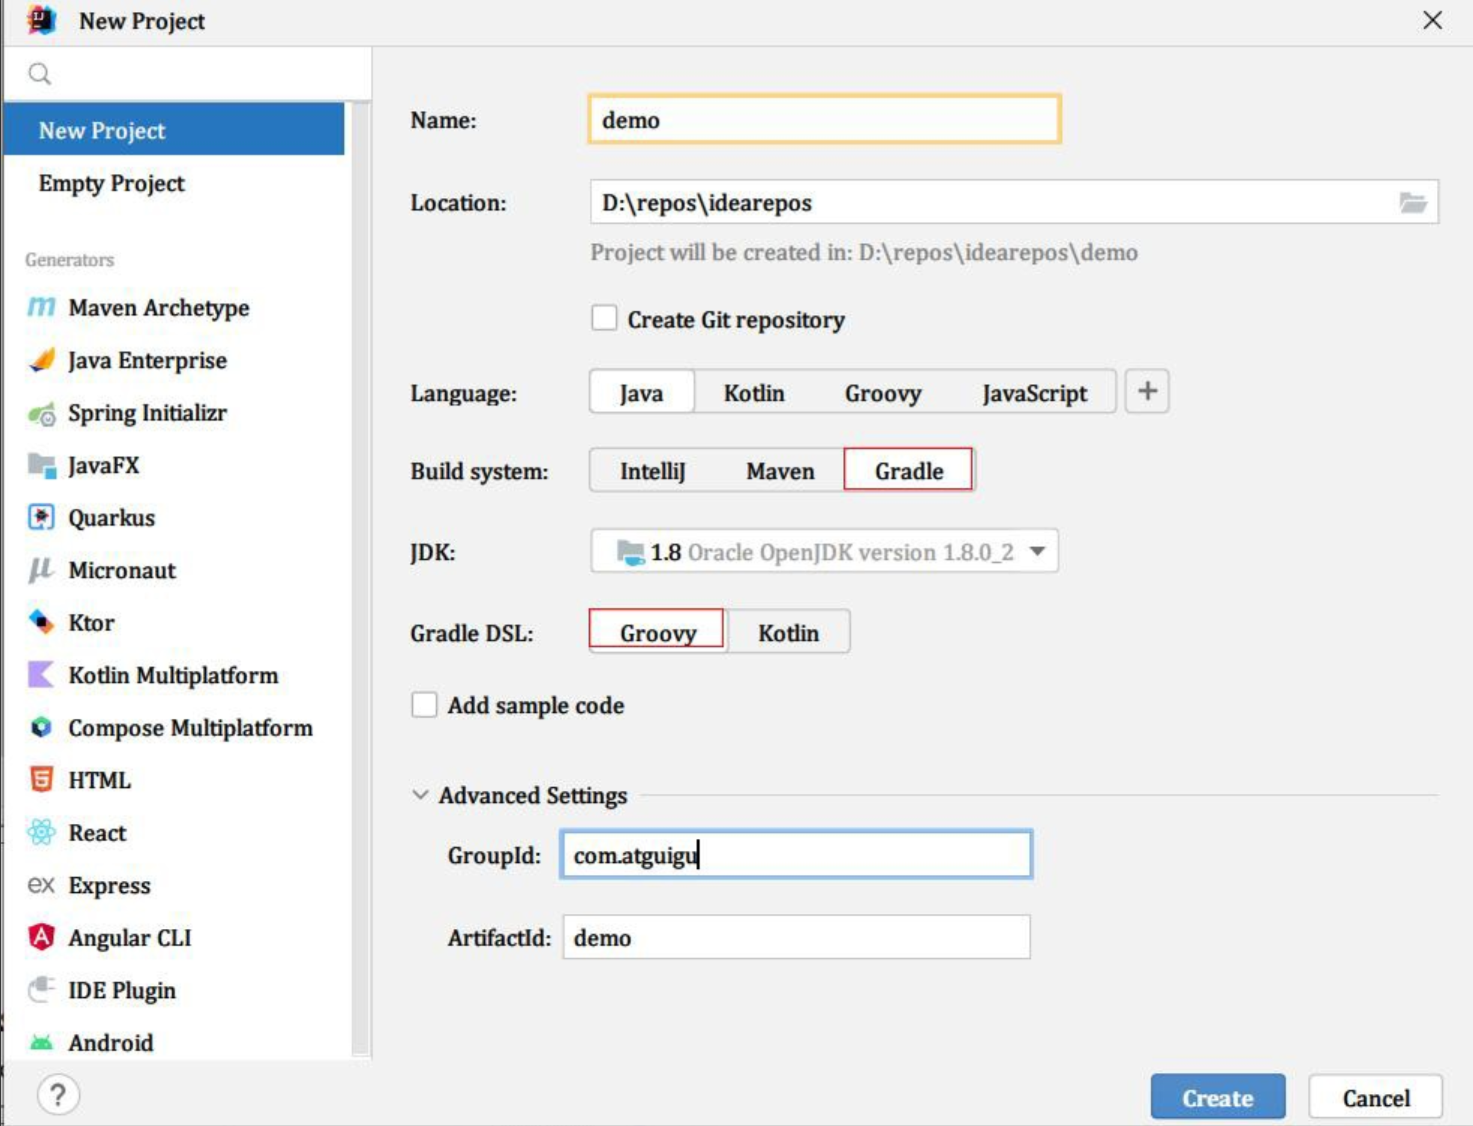 New Project
New Project
Empty Project
Generators
Maven Archetype
Java Enterprise
Spring Initializr
JavaFX
Quarkus
Micronaut
Ktor
Kotlin Multiplatform
Compose Multiplatform
HTML
React
ex Express
Angular CLI
IDE Plugin
Android
Name: demo
Location: D:\repos\idearepos
Project will be created in: D:\repos\idearepos\demo
Create Git repository
Language: Java Kotlin Groovy JavaScript +
Build system: IntelliJ Maven Gradle
JDK: 1.8 Oracle OpenJDK version 1.8.0_2
Gradle DSL: Groovy Kotlin
Add sample code
Advanced Settings
GroupId: com.atguigu
ArtifactId: demo
? Create Cancel